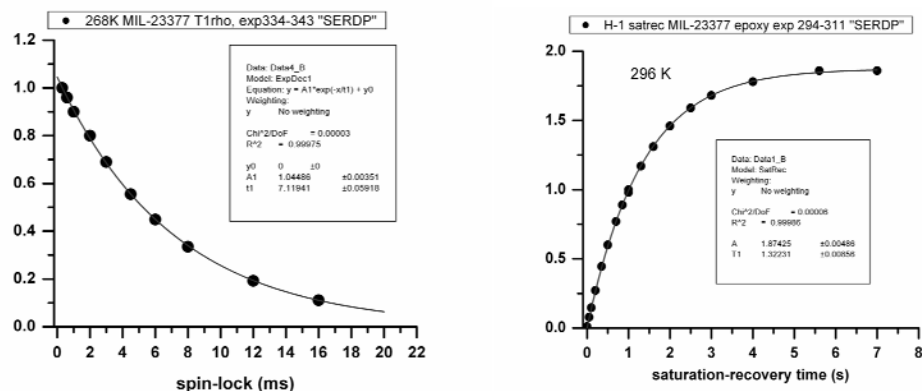 268K MIL-23377 T1rho, exp334-343 "SERDP"
Data: Data4_B
Model: ExpDec1
Equation: y = A1*exp(-x/t1) + y0
Weighting:
y No weighting
Chi^2/DoF = 0.00003
R^2 = 0.99975
y0 0 ±0
A1 1.04486 ±0.00351
t1 7.11941 ±0.05918
1.2
1.0
0.8
0.6
0.4
0.2
0.0
0 2 4 6 8 10 12 14 16 18 20 22
spin-lock (ms)
H-1 satrec MIL-23377 epoxy exp 294-311 "SERDP"
296 K
Data: Data1_B
Model: SatRec
Weighting:
y No weighting
Chi^2/DoF = 0.00006
R^2 = 0.99986
A 1.87425 ±0.00486
T1 1.32231 ±0.00856
2.0
1.5
1.0
0.5
0.0
0 1 2 3 4 5 6 7 8
saturation-recovery time (s)